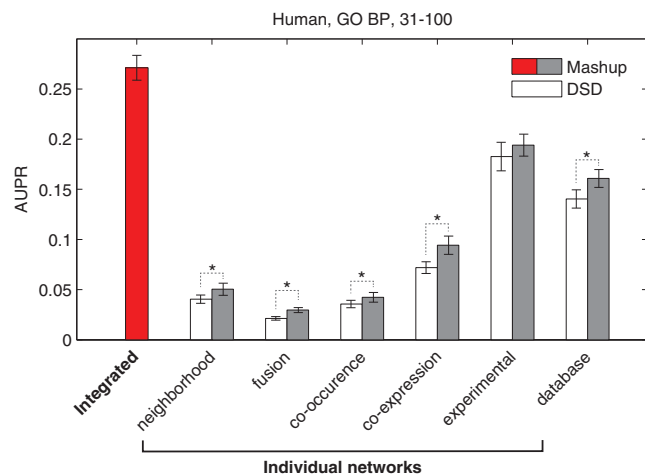 Human, GO BP, 31-100
Mashup
DSD
AUPR
0.25
0.2
0.15
0.1
0.05
0
*
*
*
*
*
Integrated
neighborhood
fusion
co-occurence
co-expression
experimental
database
Individual networks